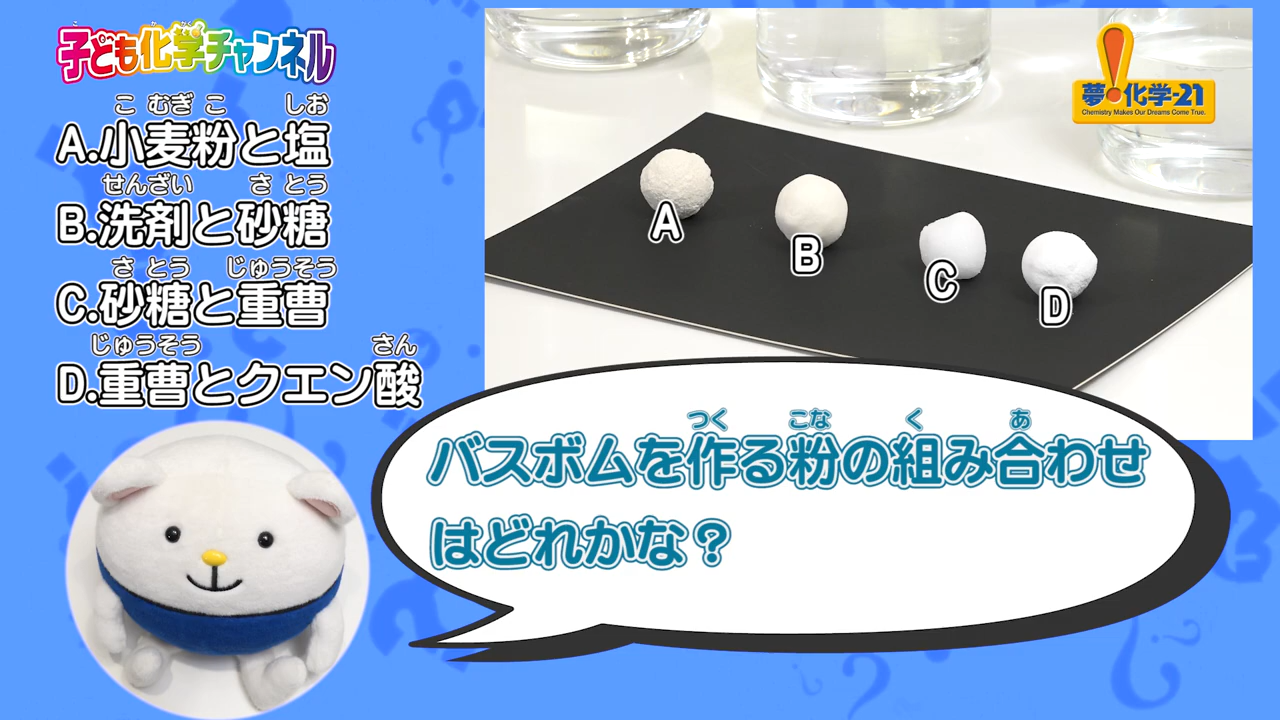 子ども化学チャンネル
こ か がく
夢!化学-21
Chemistry Makes Our Dreams Come True.
こ むぎ こ しお
A.小麦粉と塩
せんざい さ とう
B.洗剤と砂糖
さ とう じゅうそう
C.砂糖と重曹
じゅうそう さん
D.重曹とクエン酸
A
B
C
D
つく こな く あ
バスボムを作る粉の組み合わせ
はどれかな？